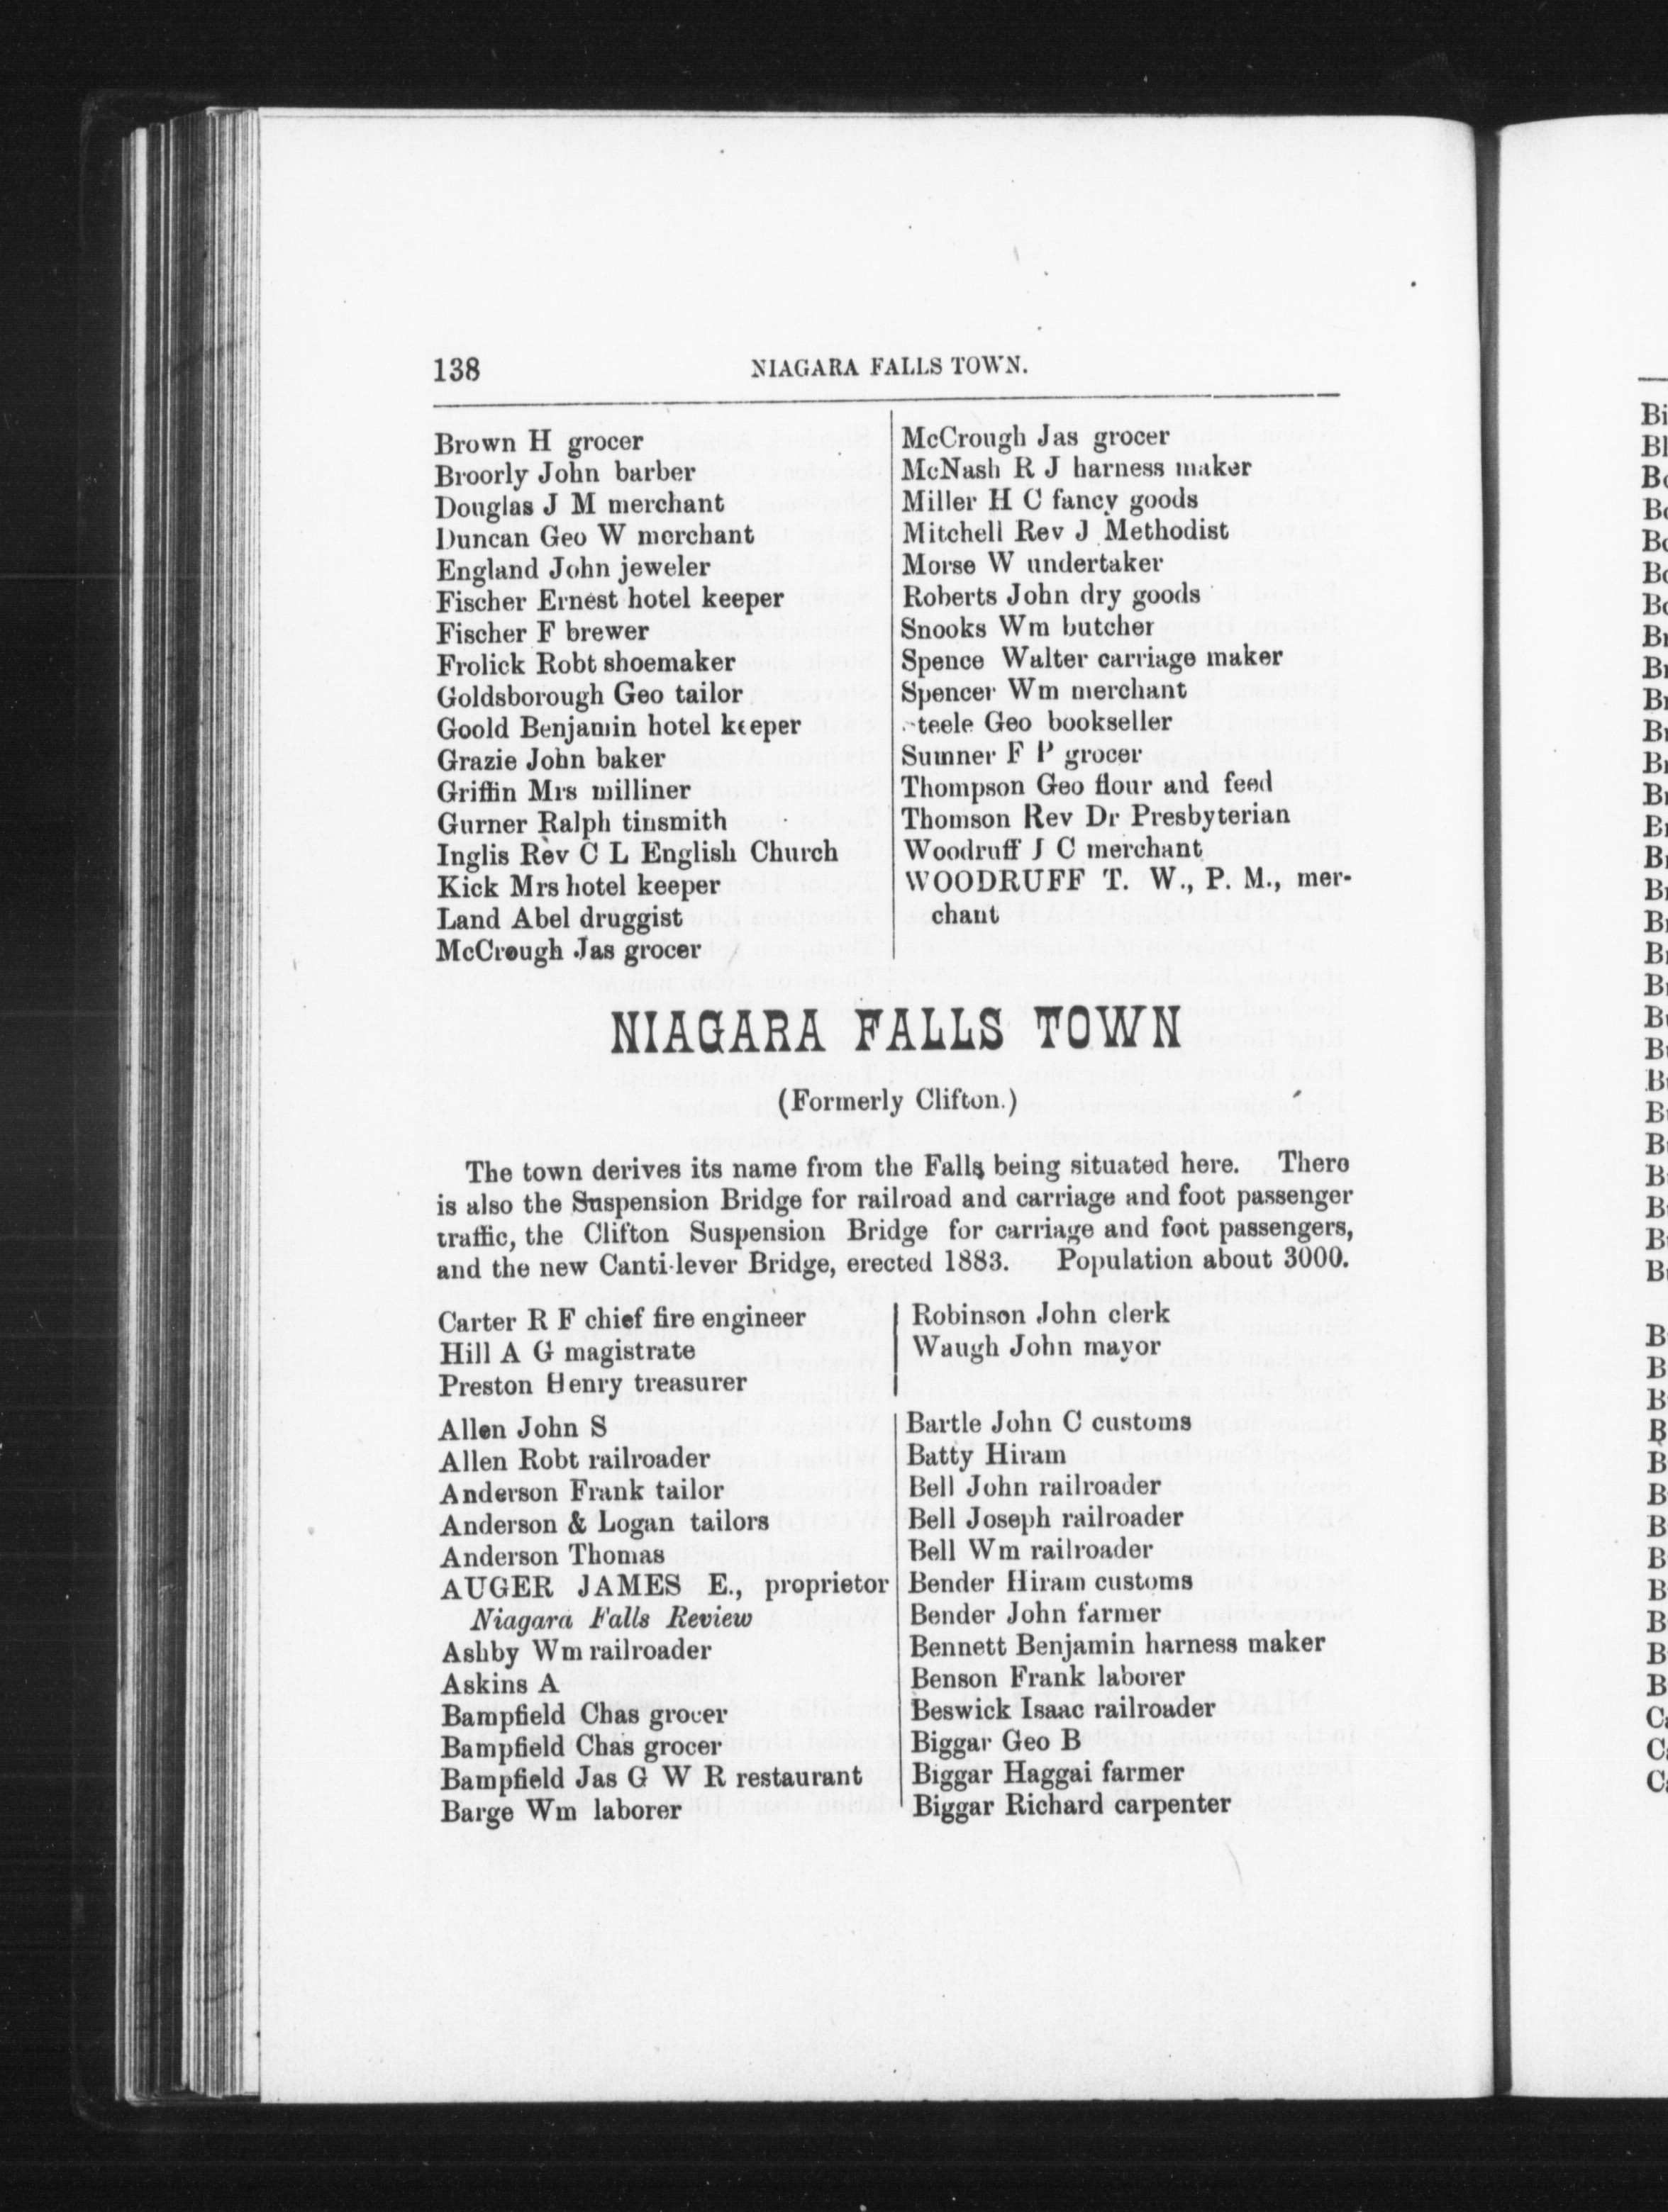 138
NIAGARA FALLS TOWN.
Brown H grocer
Broorly John barber
Douglas J M merchant
Duncan Geo W merchant
England John jeweler
Fischer Ernest hotel keeper
Fischer F brewer
Frolick Robt shoemaker
Goldsborough Geo tailor
Goold Benjamin hotel keeper
Grazie John baker
Griffin Mrs milliner
Gurner Ralph tinsmith
Inglis Rev C L English Church
Kick Mrs hotel keeper
Land Abel druggist
McCrough Jas grocer
McCrough Jas grocer
McNash R J harness maker
Miller H C fancy goods
Mitchell Rev J Methodist
Morse W undertaker
Roberts John dry goods
Snooks Wm butcher
Spence Walter carriage maker
Spencer Wm merchant
teele Geo bookseller
Sumner F P grocer
Thompson Geo flour and feed
Thomson Rev Dr Presbyterian
Woodruff J C merchant
WOODRUFF T. W., P. M., mer-
chant
NIAGARA FALLS TOWN
(Formerly Clifton.)
The town derives its name from the Falls being situated here. There
is also the Suspension Bridge for railroad and carriage and foot passenger
traffic, the Clifton Suspension Bridge for carriage and foot passengers,
and the new Canti-lever Bridge, erected 1883. Population about 3000.
Carter R F chief fire engineer
Hill A G magistrate
Preston Henry treasurer
Robinson John clerk
Waugh John mayor
Allen John S
Allen Robt railroader
Anderson Frank tailor
Anderson & Logan tailors
Anderson Thomas
AUGER JAMES E., proprietor
Niagara Falls Review
Ashby Wm railroader
Askins A
Bampfield Chas grocer
Bampfield Chas grocer
Bampfield Jas G W R restaurant
Barge Wm laborer
Bartle John C customs
Batty Hiram
Bell John railroader
Bell Joseph railroader
Bell Wm railroader
Bender Hiram customs
Bender John farmer
Bennett Benjamin harness maker
Benson Frank laborer
Beswick Isaac railroader
Biggar Geo B
Biggar Haggai farmer
Biggar Richard carpenter